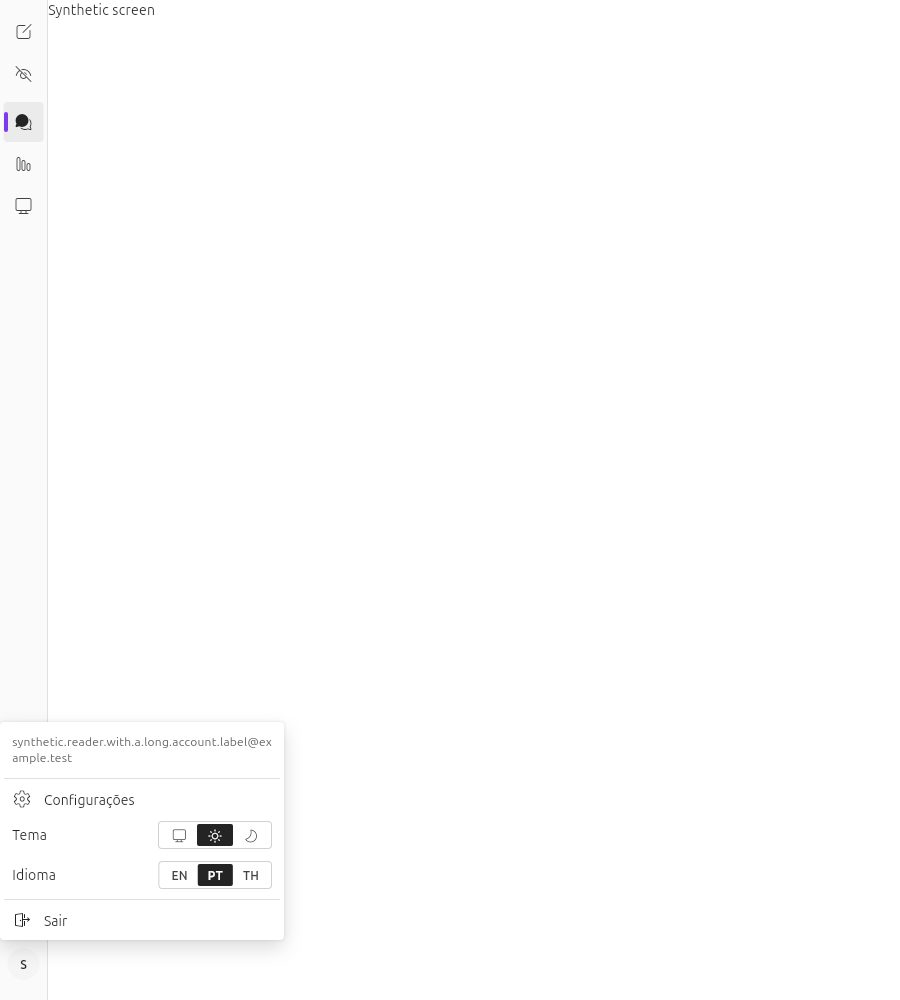 Synthetic screen
synthetic.reader.with.a.long.account.label@ex
ample.test
Configurações
Tema
Idioma EN PT TH
Sair
S